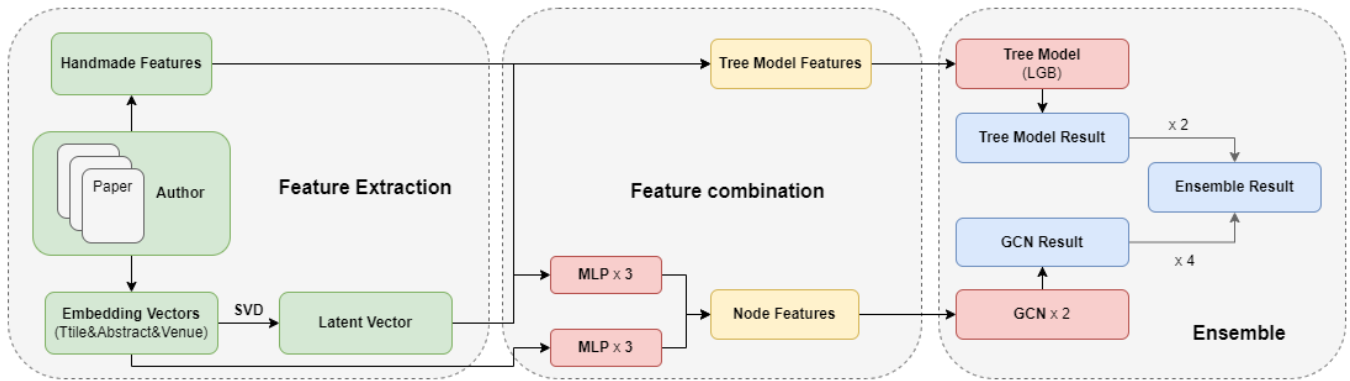 Handmade Features
Paper
Author
Embedding Vectors
(Ttile&Abstract&Venue)
SVD
Latent Vector
Feature Extraction
Tree Model Features
Feature combination
MLP x 3
MLP x 3
Node Features
Tree Model
(LGB)
Tree Model Result
x 2
Ensemble Result
GCN Result
x 4
GCN x 2
Ensemble